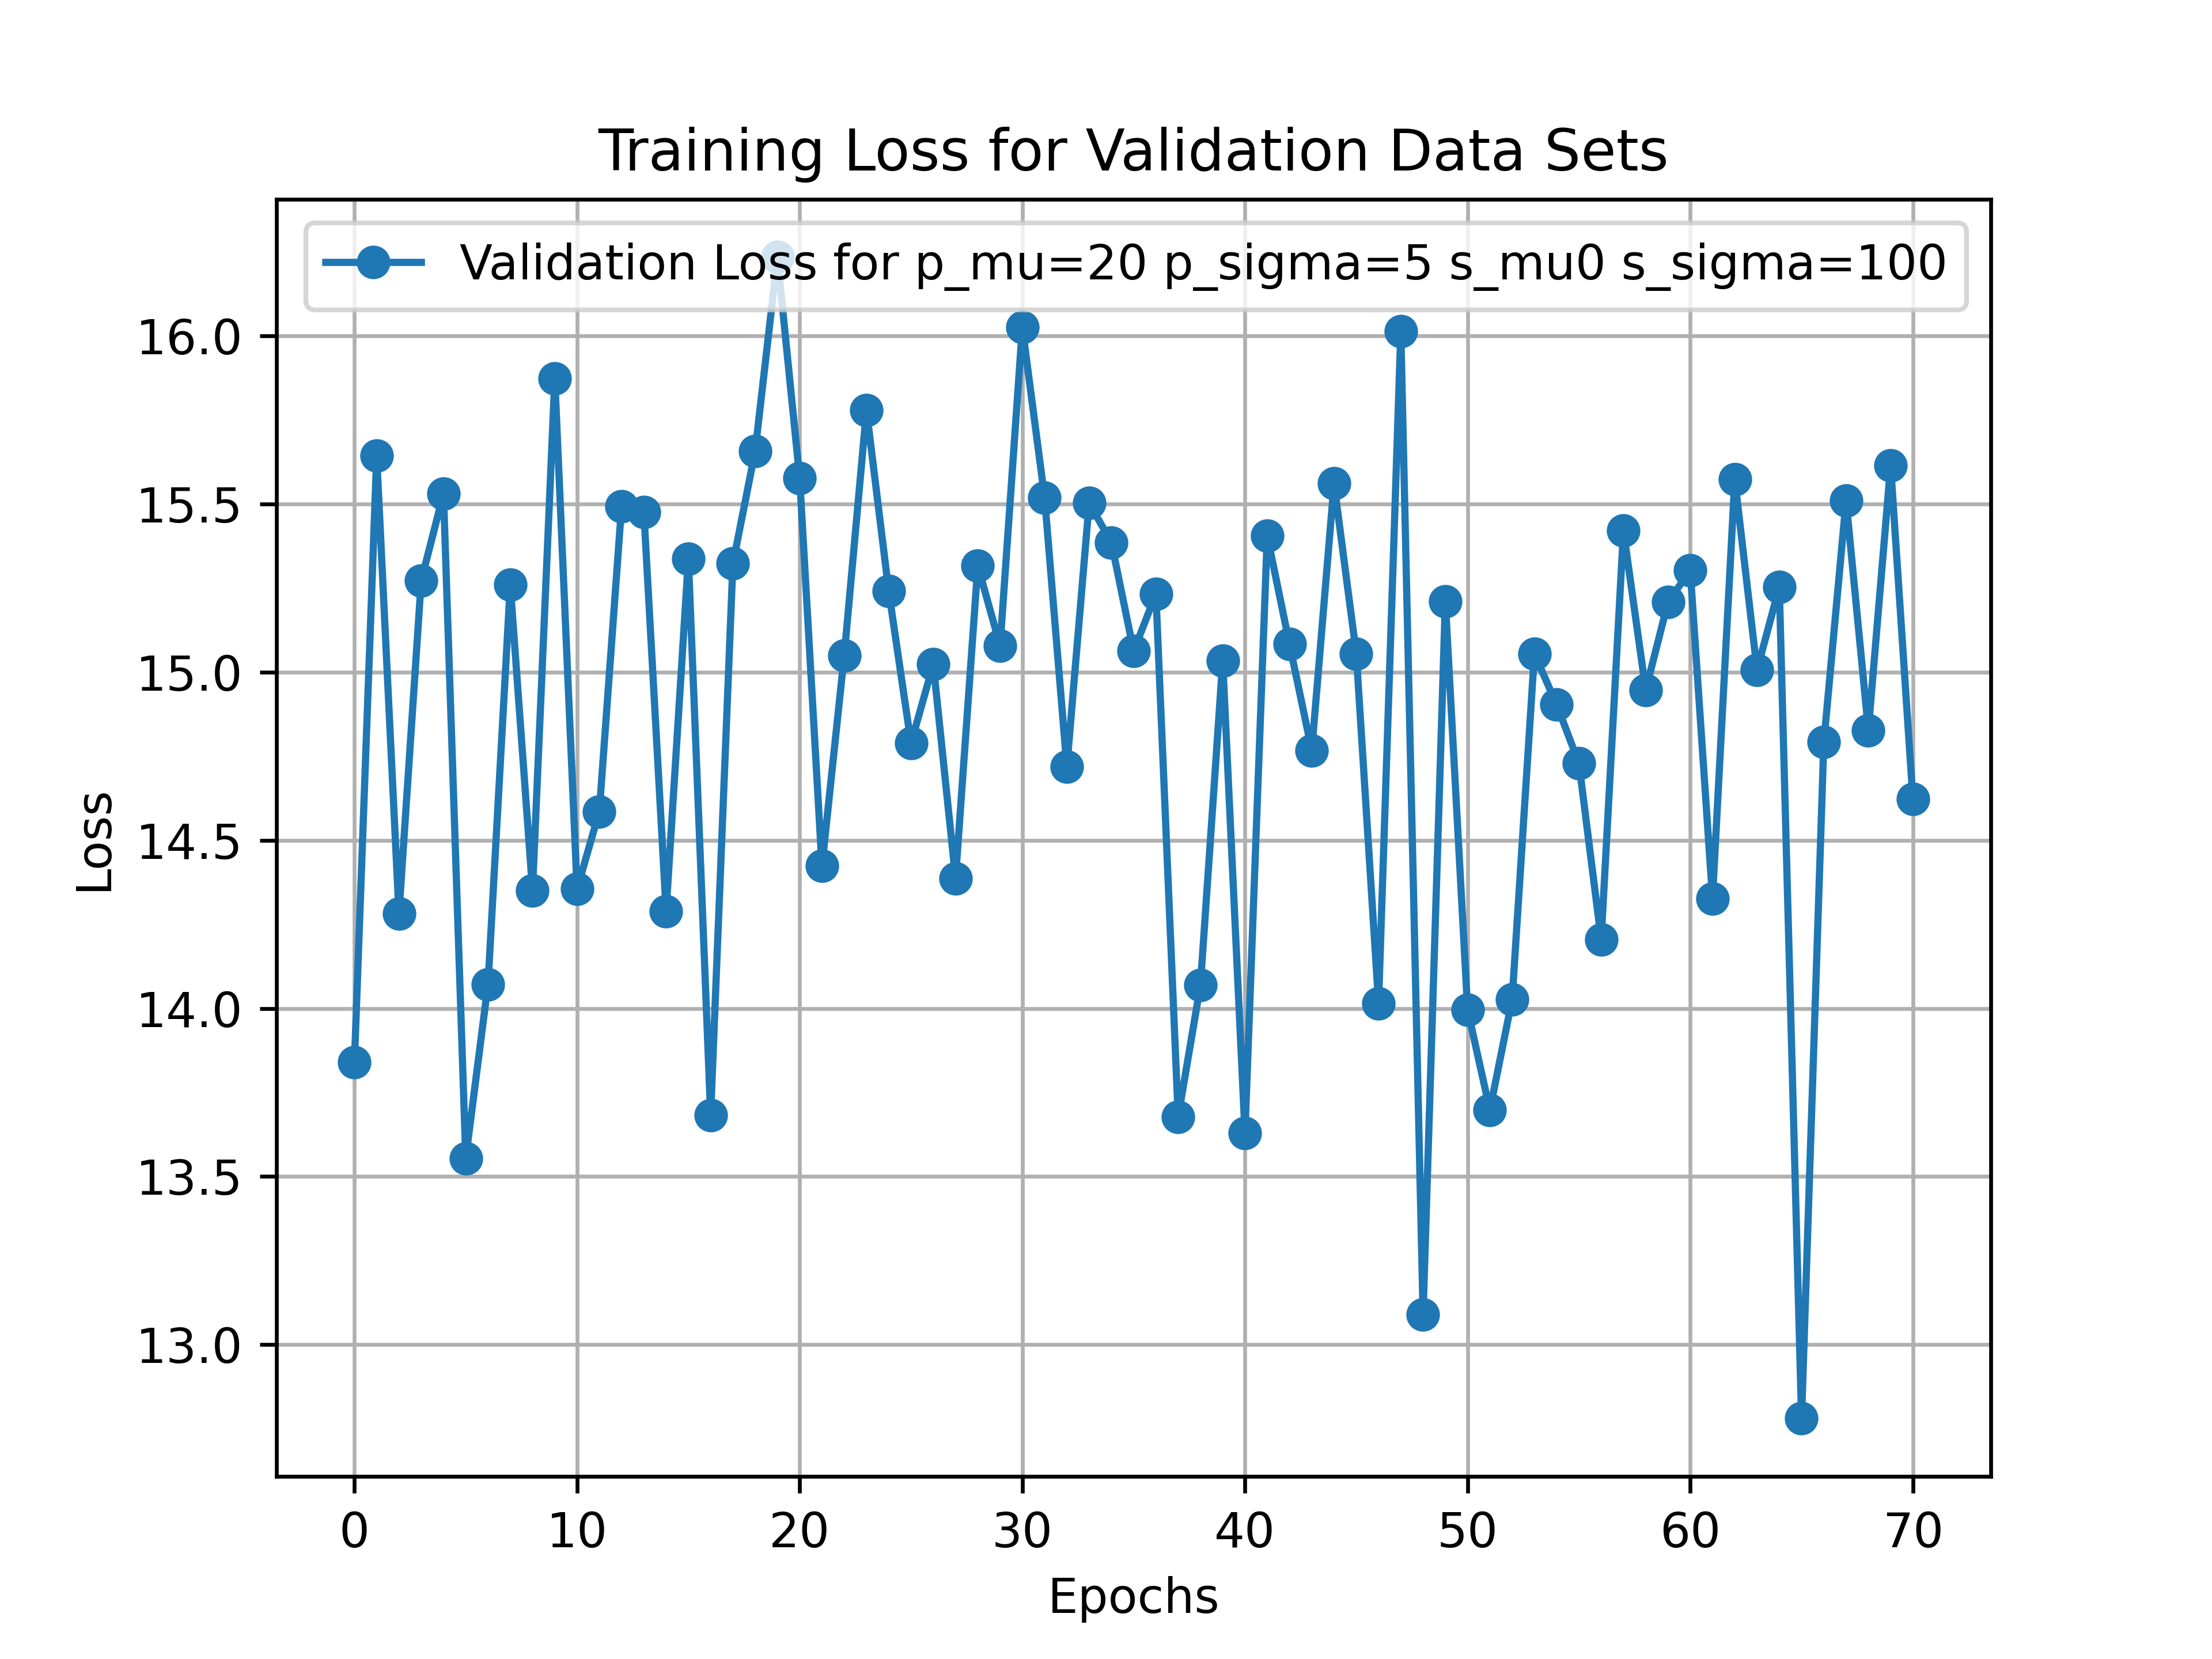 Training Loss for Validation Data Sets
Validation Loss for p_mu=20 p_sigma=5 s_mu0 s_sigma=100
16.0
15.5
15.0
14.5
14.0
13.5
13.0
Loss
0 10 20 30 40 50 60 70
Epochs